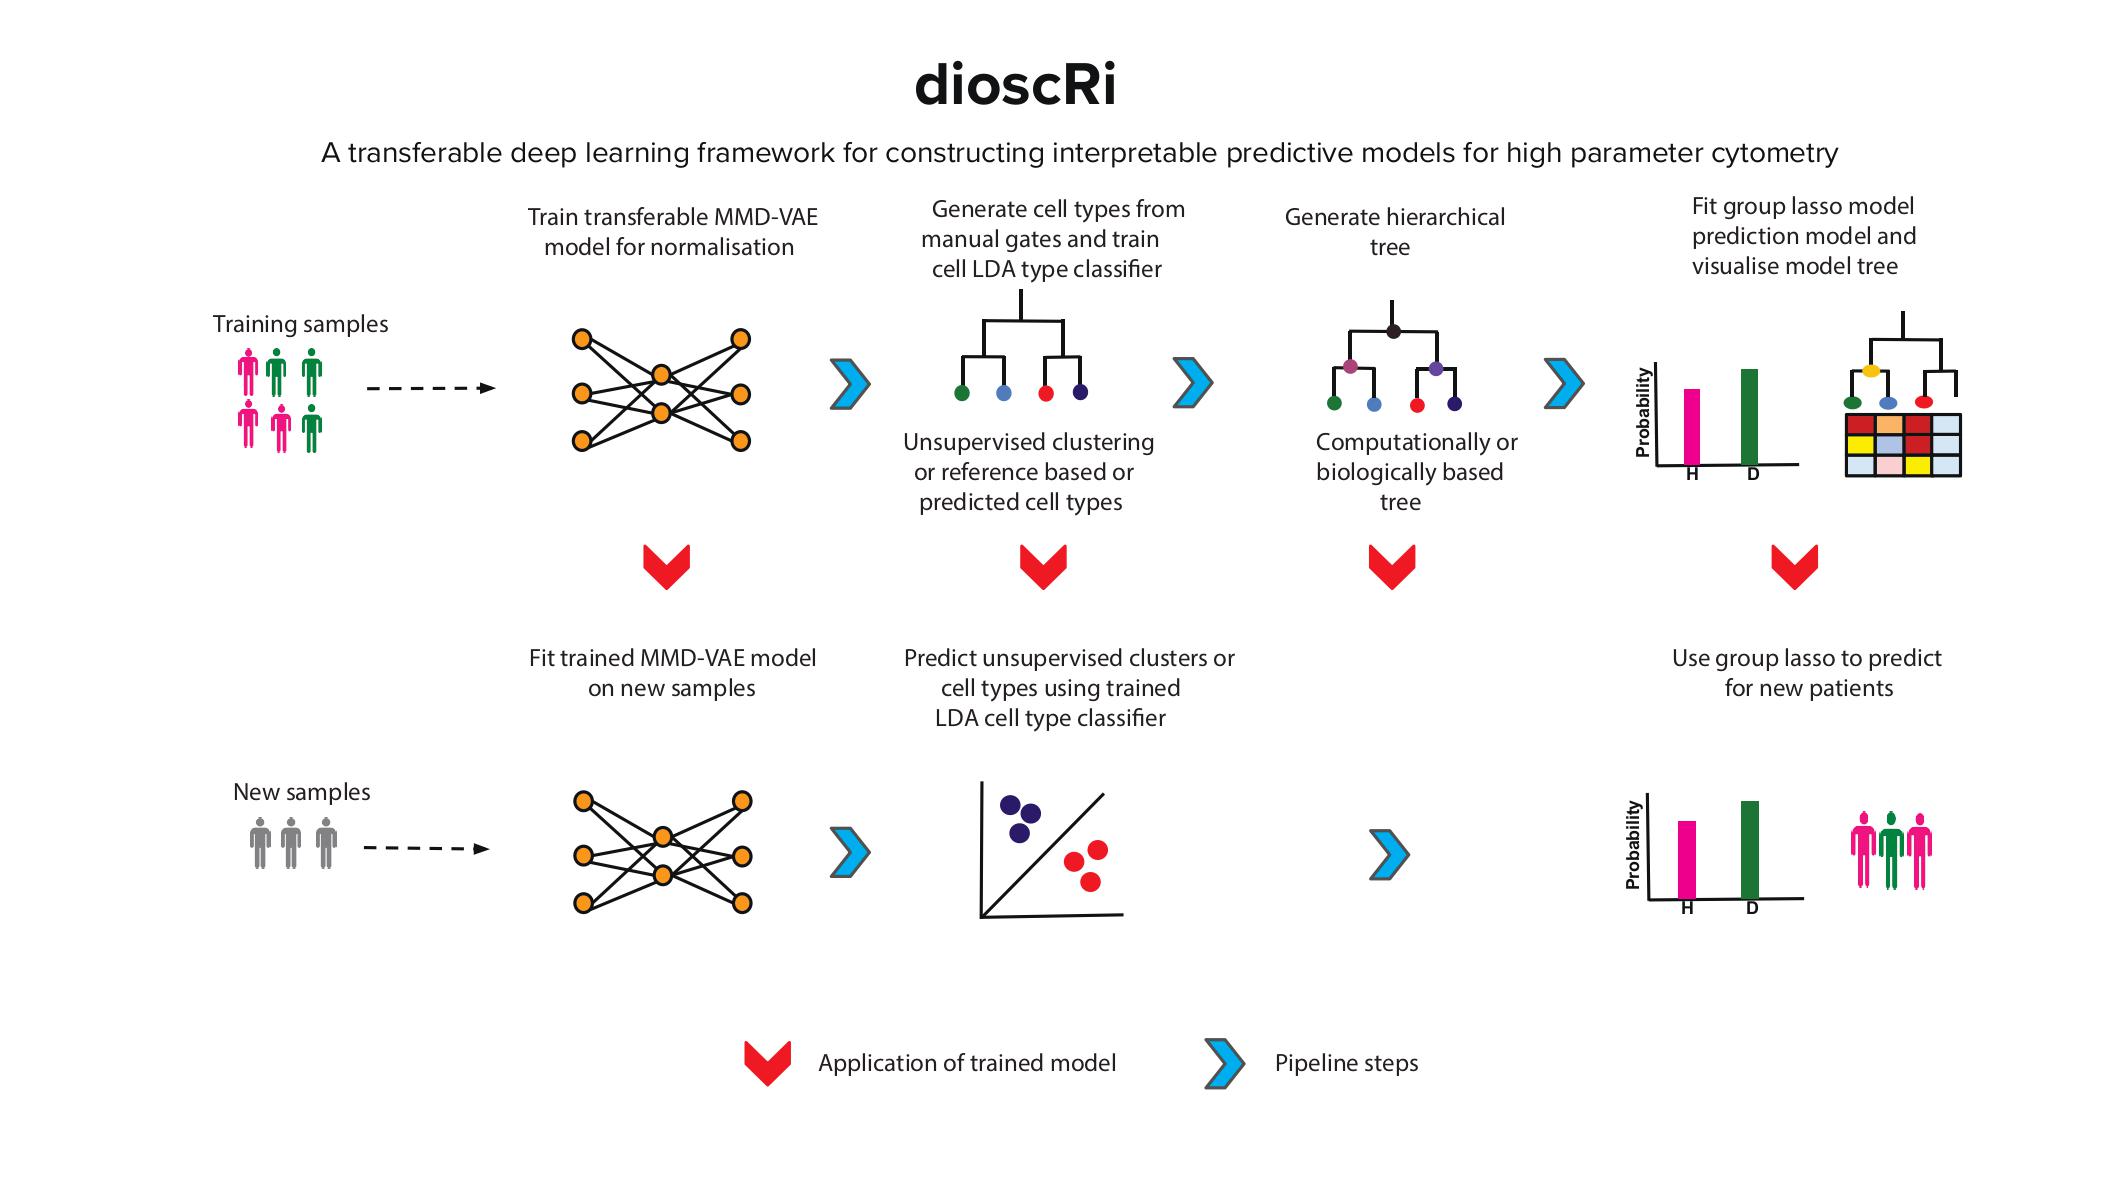 dioscRi
A transferable deep learning framework for constructing interpretable predictive models for high parameter cytometry
Train transferable MMD-VAE
model for normalisation
Generate cell types from
manual gates and train
cell LDA type classifier
Generate hierarchical
tree
Fit group lasso model
prediction model and
visualise model tree
Training samples
Probability
H
D
Unsupervised clustering
or reference based or
predicted cell types
Computationally or
biologically based
tree
Fit trained MMD-VAE model
on new samples
Predict unsupervised clusters or
cell types using trained
LDA cell type classifier
Use group lasso to predict
for new patients
New samples
Probability
H
D
Application of trained model
Pipeline steps